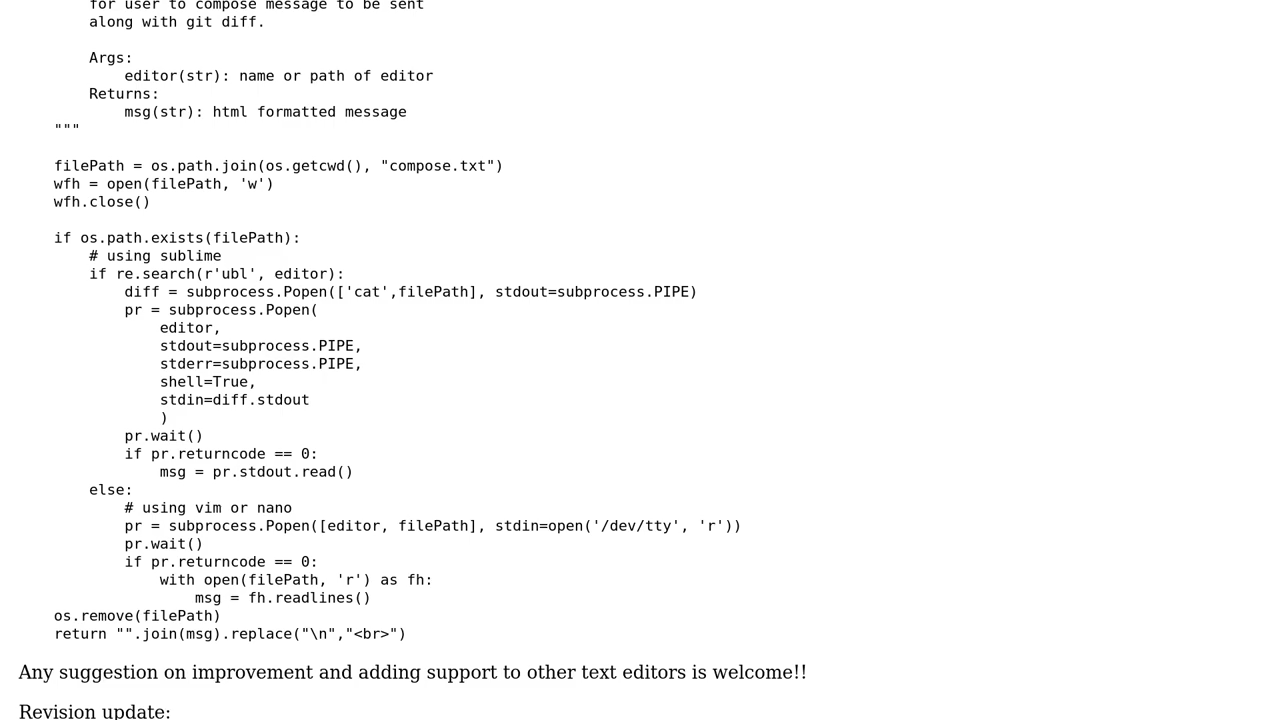 for user to compose message to be sent
        along with git diff.

        Args:
            editor(str): name or path of editor
        Returns:
            msg(str): html formatted message
    """

    filePath = os.path.join(os.getcwd(), "compose.txt")
    wfh = open(filePath, 'w')
    wfh.close()

    if os.path.exists(filePath):
        # using sublime
        if re.search(r'ubl', editor):
            diff = subprocess.Popen(['cat',filePath], stdout=subprocess.PIPE)
            pr = subprocess.Popen(
                editor,
                stdout=subprocess.PIPE,
                stderr=subprocess.PIPE,
                shell=True,
                stdin=diff.stdout
                )
            pr.wait()
            if pr.returncode == 0:
                msg = pr.stdout.read()
        else:
            # using vim or nano
            pr = subprocess.Popen([editor, filePath], stdin=open('/dev/tty', 'r'))
            pr.wait()
            if pr.returncode == 0:
                with open(filePath, 'r') as fh:
                    msg = fh.readlines()
    os.remove(filePath)
    return "".join(msg).replace("\n","<br>")

Any suggestion on improvement and adding support to other text editors is welcome!!

Revision update: